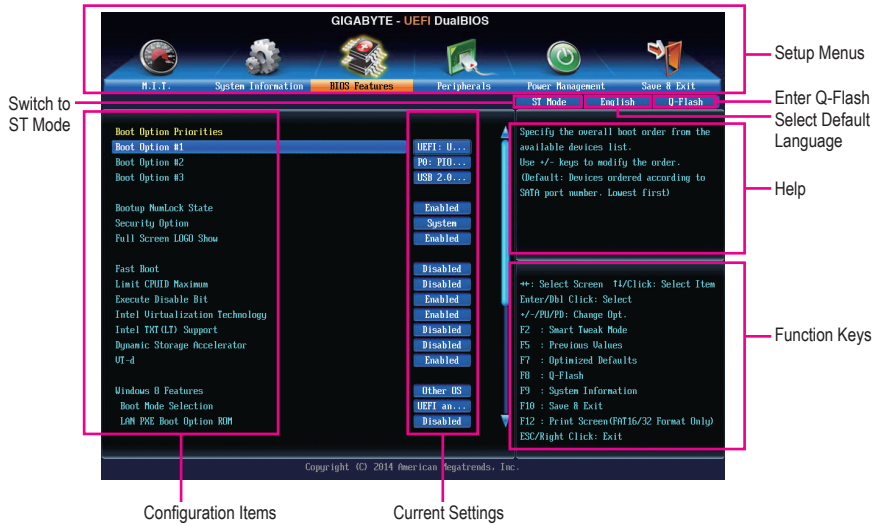 GIGABYTE - UEFI DualBIOS
M.I.T. System Information BIOS Features Peripherals Power Management Save & Exit
Setup Menus
ST Mode English Q-Flash
Switch to
ST Mode
Enter Q-Flash
Select Default
Language
Boot Option Priorities
Boot Option #1 UEFI: U...
Boot Option #2 P0: PIO...
Boot Option #3 USB 2.0...
Bootup NumLock State Enabled
Security Option System
Full Screen LOGO Show Enabled
Fast Boot Disabled
Limit CPUID Maximum Disabled
Execute Disable Bit Enabled
Intel Virtualization Technology Enabled
Intel TXT(LT) Support Disabled
Dynamic Storage Accelerator Disabled
VT-d Enabled
Windows 8 Features Other OS
Boot Mode Selection UEFI an...
LAN PXE Boot Option ROM Disabled
Specify the overall boot order from the
available devices list.
Use +/- keys to modify the order.
(Default: Devices ordered according to
SATA port number. Lowest first)
Help
→←: Select Screen ↑↓/Click: Select Item
Enter/Dbl Click: Select
+/-/PU/PD: Change Opt.
F2 : Smart Tweak Mode
F5 : Previous Values
F7 : Optimized Defaults
F8 : Q-Flash
F9 : System Information
F10 : Save & Exit
F12 : Print Screen(FAT16/32 Format Only)
ESC/Right Click: Exit
Function Keys
Copyright (C) 2014 American Megatrends, Inc.
Configuration Items
Current Settings